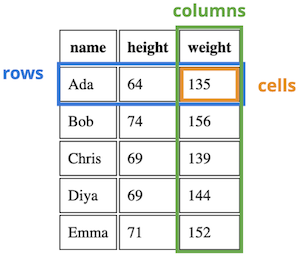 columns
name height weight
rows
Ada 64 135
cells
Bob 74 156
Chris 69 139
Diya 69 144
Emma 71 152